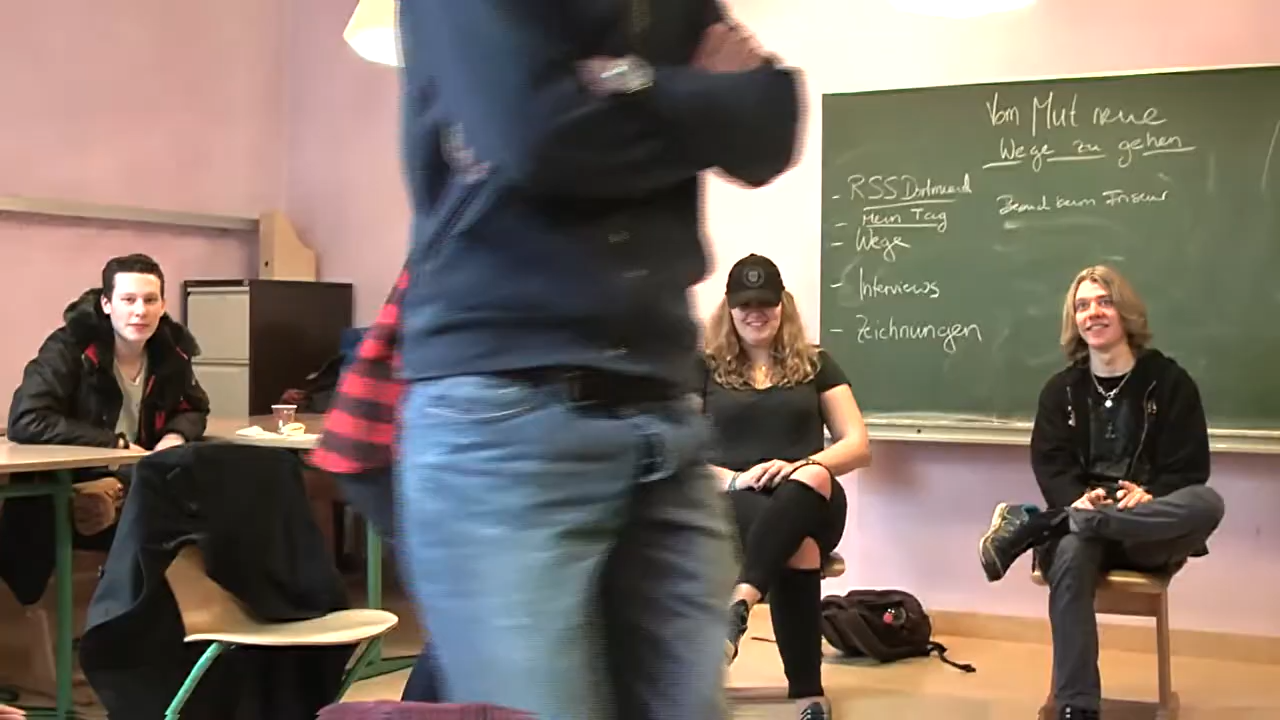 Vom Mut neue
Wege zu gehen
- RSS Dortmund
- Mein Tag
- Wege
- Interviews
- Zeichnungen
Besuch beim Friseur